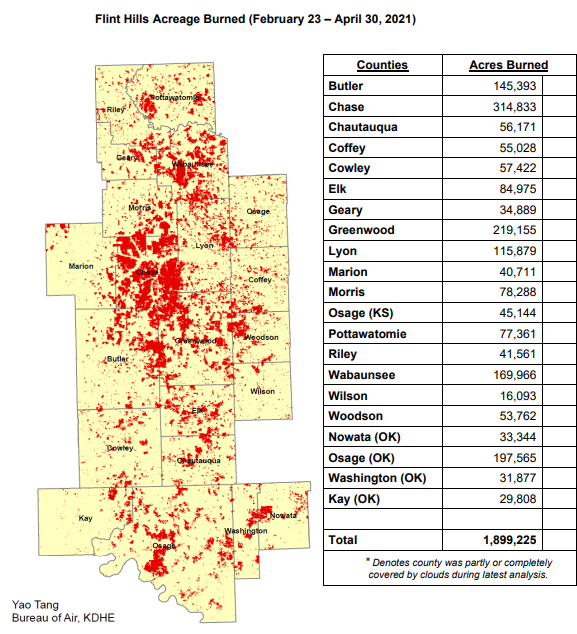 Flint Hills Acreage Burned (February 23 – April 30, 2021)
Pottawatomie
Riley
Geary
Wabaunsee
Morris
Osage
Lyon
Marion
Chase
Coffey
Greenwood
Woodson
Butler
Wilson
Elk
Cowley
Chautauqua
Kay
Nowata
Washington
Osage
Yao Tang
Bureau of Air, KDHE
Counties Acres Burned
Butler 145,393
Chase 314,833
Chautauqua 56,171
Coffey 55,028
Cowley 57,422
Elk 84,975
Geary 34,889
Greenwood 219,155
Lyon 115,879
Marion 40,711
Morris 78,288
Osage (KS) 45,144
Pottawatomie 77,361
Riley 41,561
Wabaunsee 169,966
Wilson 16,093
Woodson 53,762
Nowata (OK) 33,344
Osage (OK) 197,565
Washington (OK) 31,877
Kay (OK) 29,808
Total 1,899,225
* Denotes county was partly or completely
covered by clouds during latest analysis.